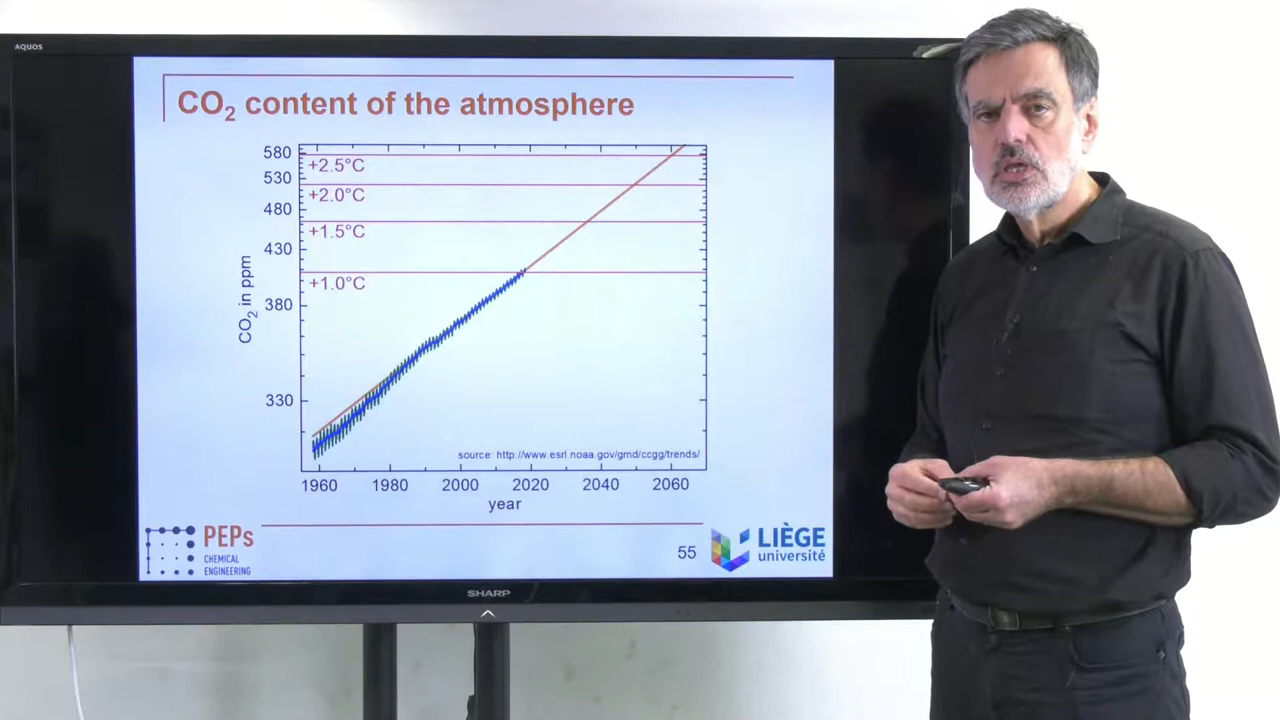 AQUOS
CO₂ content of the atmosphere
580
+2.5°C
530
+2.0°C
480
+1.5°C
430
+1.0°C
380
330
CO₂ in ppm
source: http://www.esrl.noaa.gov/gmd/ccgg/trends/
1960 1980 2000 2020 2040 2060
year
PEPs
CHEMICAL
ENGINEERING
55
LIÈGE
université
SHARP